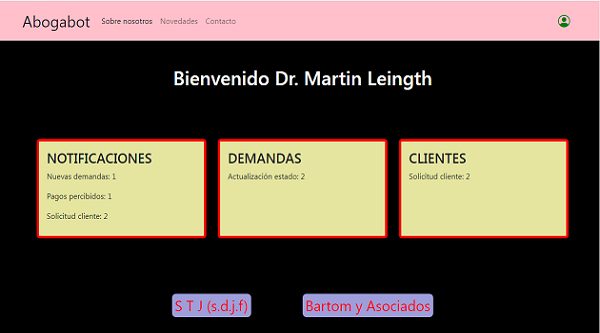 Abogabot Sobre nosotros Novedades Contacto
Bienvenido Dr. Martin Leingth
NOTIFICACIONES
Nuevas demandas: 1
Pagos percibidos: 1
Solicitud cliente: 2
DEMANDAS
Actualización estado: 2
CLIENTES
Solicitud cliente: 2
S T J (s.d.j.f)
Bartom y Asociados